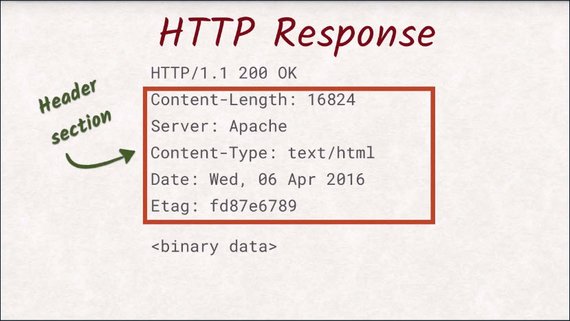 HTTP Response
HTTP/1.1 200 OK
Header
section
Content-Length: 16824
Server: Apache
Content-Type: text/html
Date: Wed, 06 Apr 2016
Etag: fd87e6789
<binary data>